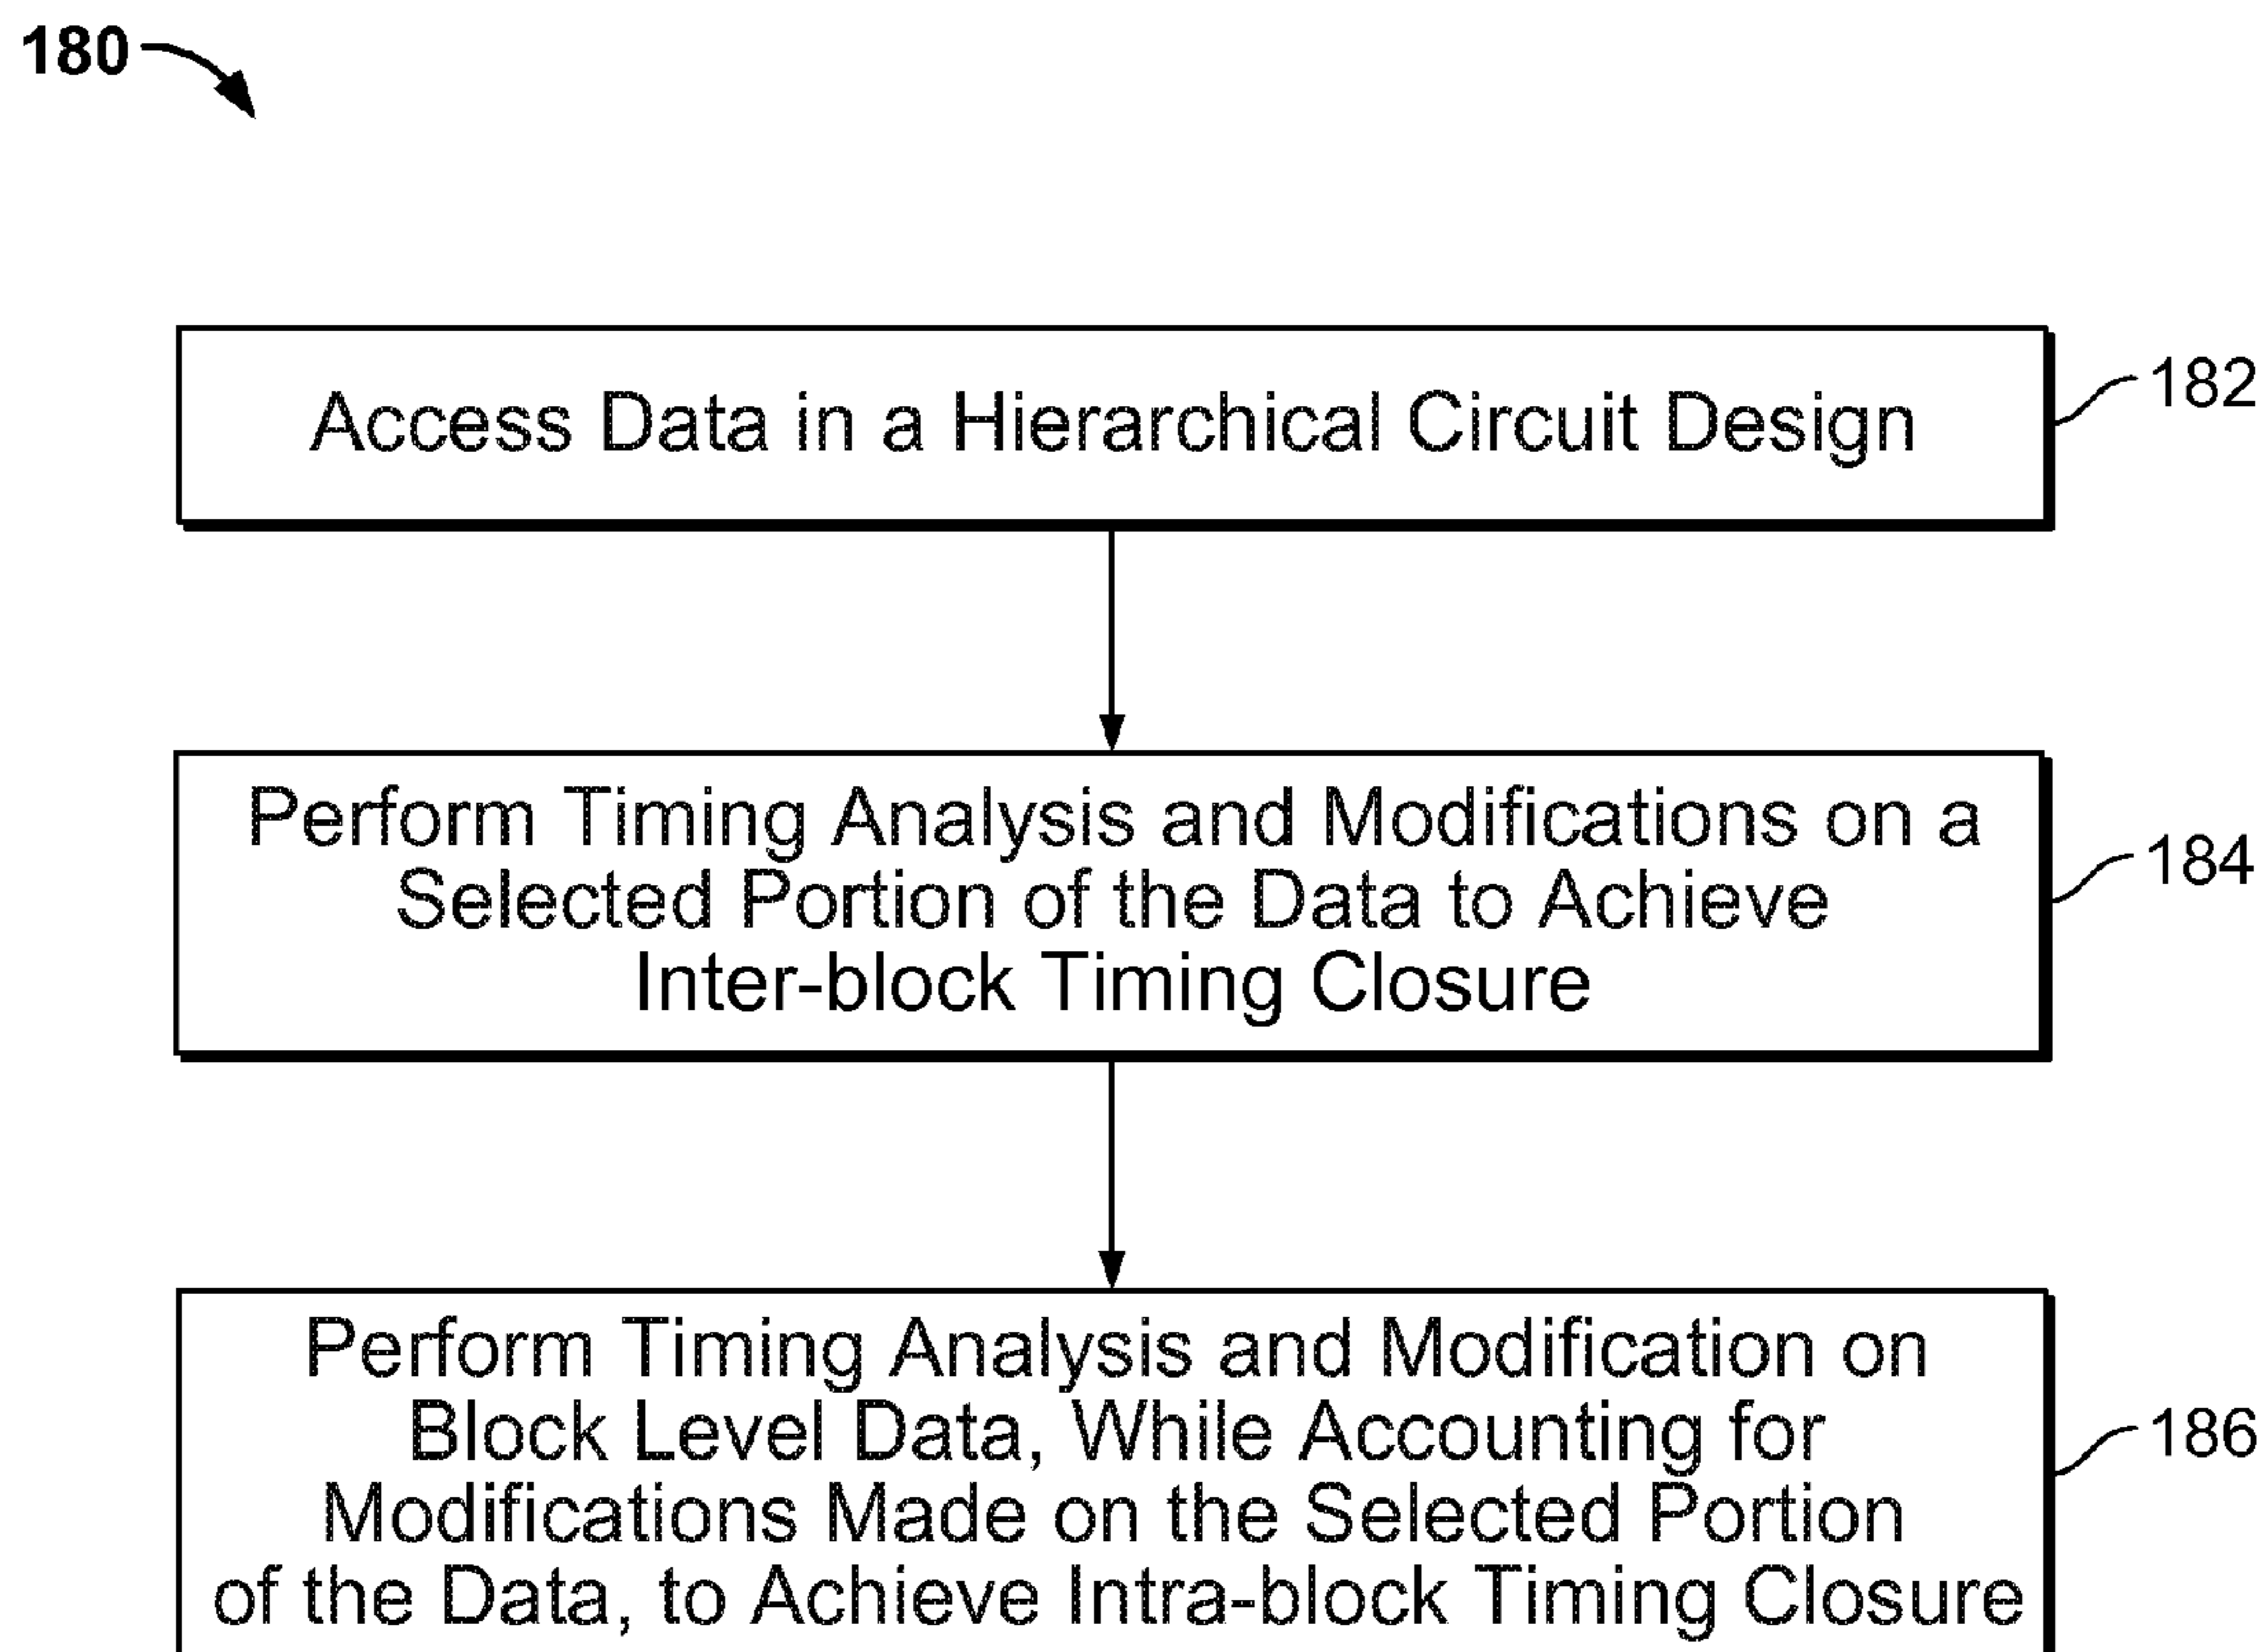 180
Access Data in a Hierarchical Circuit Design
182
Perform Timing Analysis and Modifications on a
Selected Portion of the Data to Achieve
Inter-block Timing Closure
184
Perform Timing Analysis and Modification on
Block Level Data, While Accounting for
Modifications Made on the Selected Portion
of the Data, to Achieve Intra-block Timing Closure
186